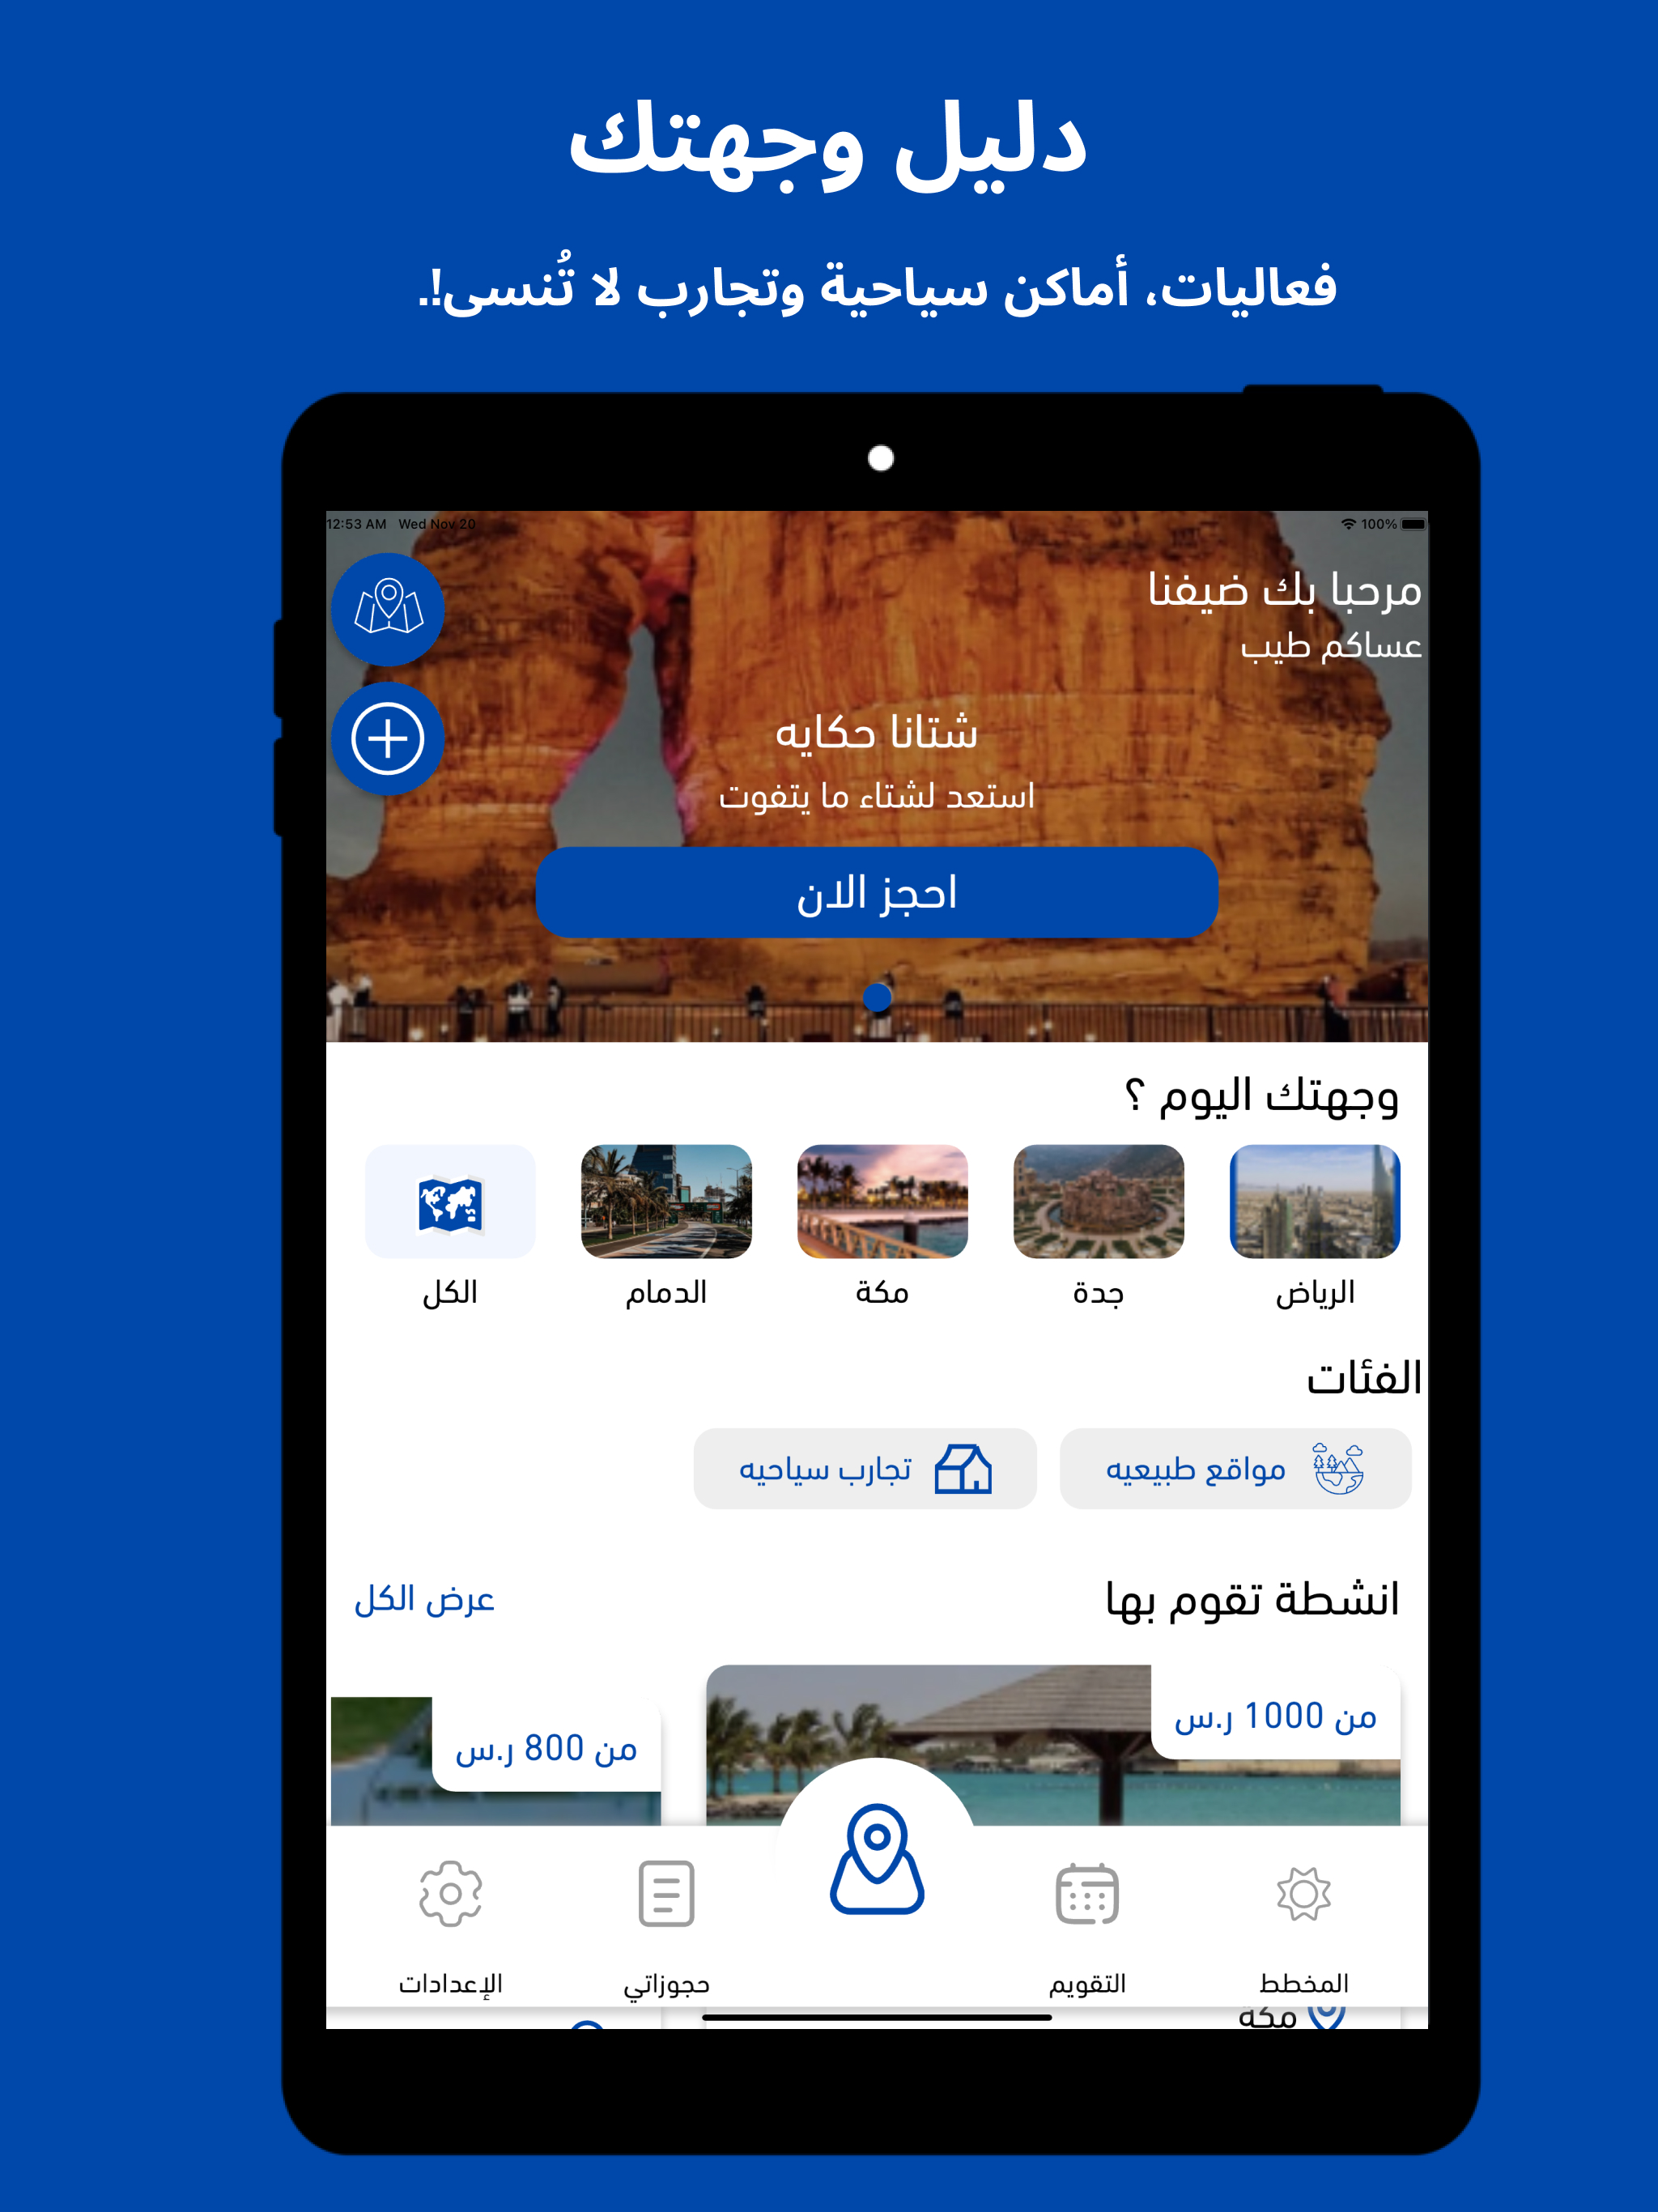 دليل وجهتك
فعاليات، أماكن سياحية وتجارب لا تُنسى!.
12:53 AM Wed Nov 20
100%
مرحبا بك ضيفنا
عساكم طيب
شتانا حكايه
استعد لشتاء ما يتفوت
احجز الان
وجهتك اليوم ؟
الرياض
جدة
مكة
الدمام
الكل
الفئات
مواقع طبيعيه
تجارب سياحيه
انشطة تقوم بها
عرض الكل
من 1000 ر.س
من 800 ر.س
المخطط
التقويم
حجوزاتي
الإعدادات
مكة